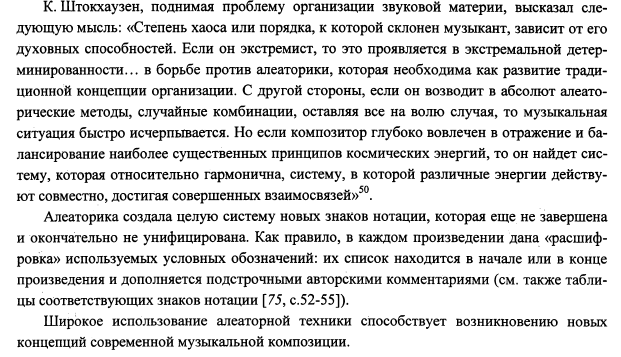 К. Штокхаузен, поднимая проблему организации звуковой материи, высказал сле-
дующую мысль: «Степень хаоса или порядка, к которой склонен музыкант, зависит от его
духовных способностей. Если он экстремист, то это проявляется в экстремальной детер-
минированности… в борьбе против алеаторики, которая необходима как развитие тради-
ционной концепции организации. С другой стороны, если он возводит в абсолют алеато-
рические методы, случайные комбинации, оставляя все на волю случая, то музыкальная
ситуация быстро исчерпывается. Но если композитор глубоко вовлечен в отражение и ба-
лансирование наиболее существенных принципов космических энергий, то он найдет сис-
тему, которая относительно гармонична, систему, в которой различные энергии действу-
ют совместно, достигая совершенных взаимосвязей»⁵⁰.
Алеаторика создала целую систему новых знаков нотации, которая еще не завершена
и окончательно не унифицирована. Как правило, в каждом произведении дана «расшиф-
ровка» используемых условных обозначений: их список находится в начале или в конце
произведения и дополняется подстрочными авторскими комментариями (см. также табли-
цы соответствующих знаков нотации [75, с.52-55]).
Широкое использование алеаторной техники способствует возникновению новых
концепций современной музыкальной композиции.